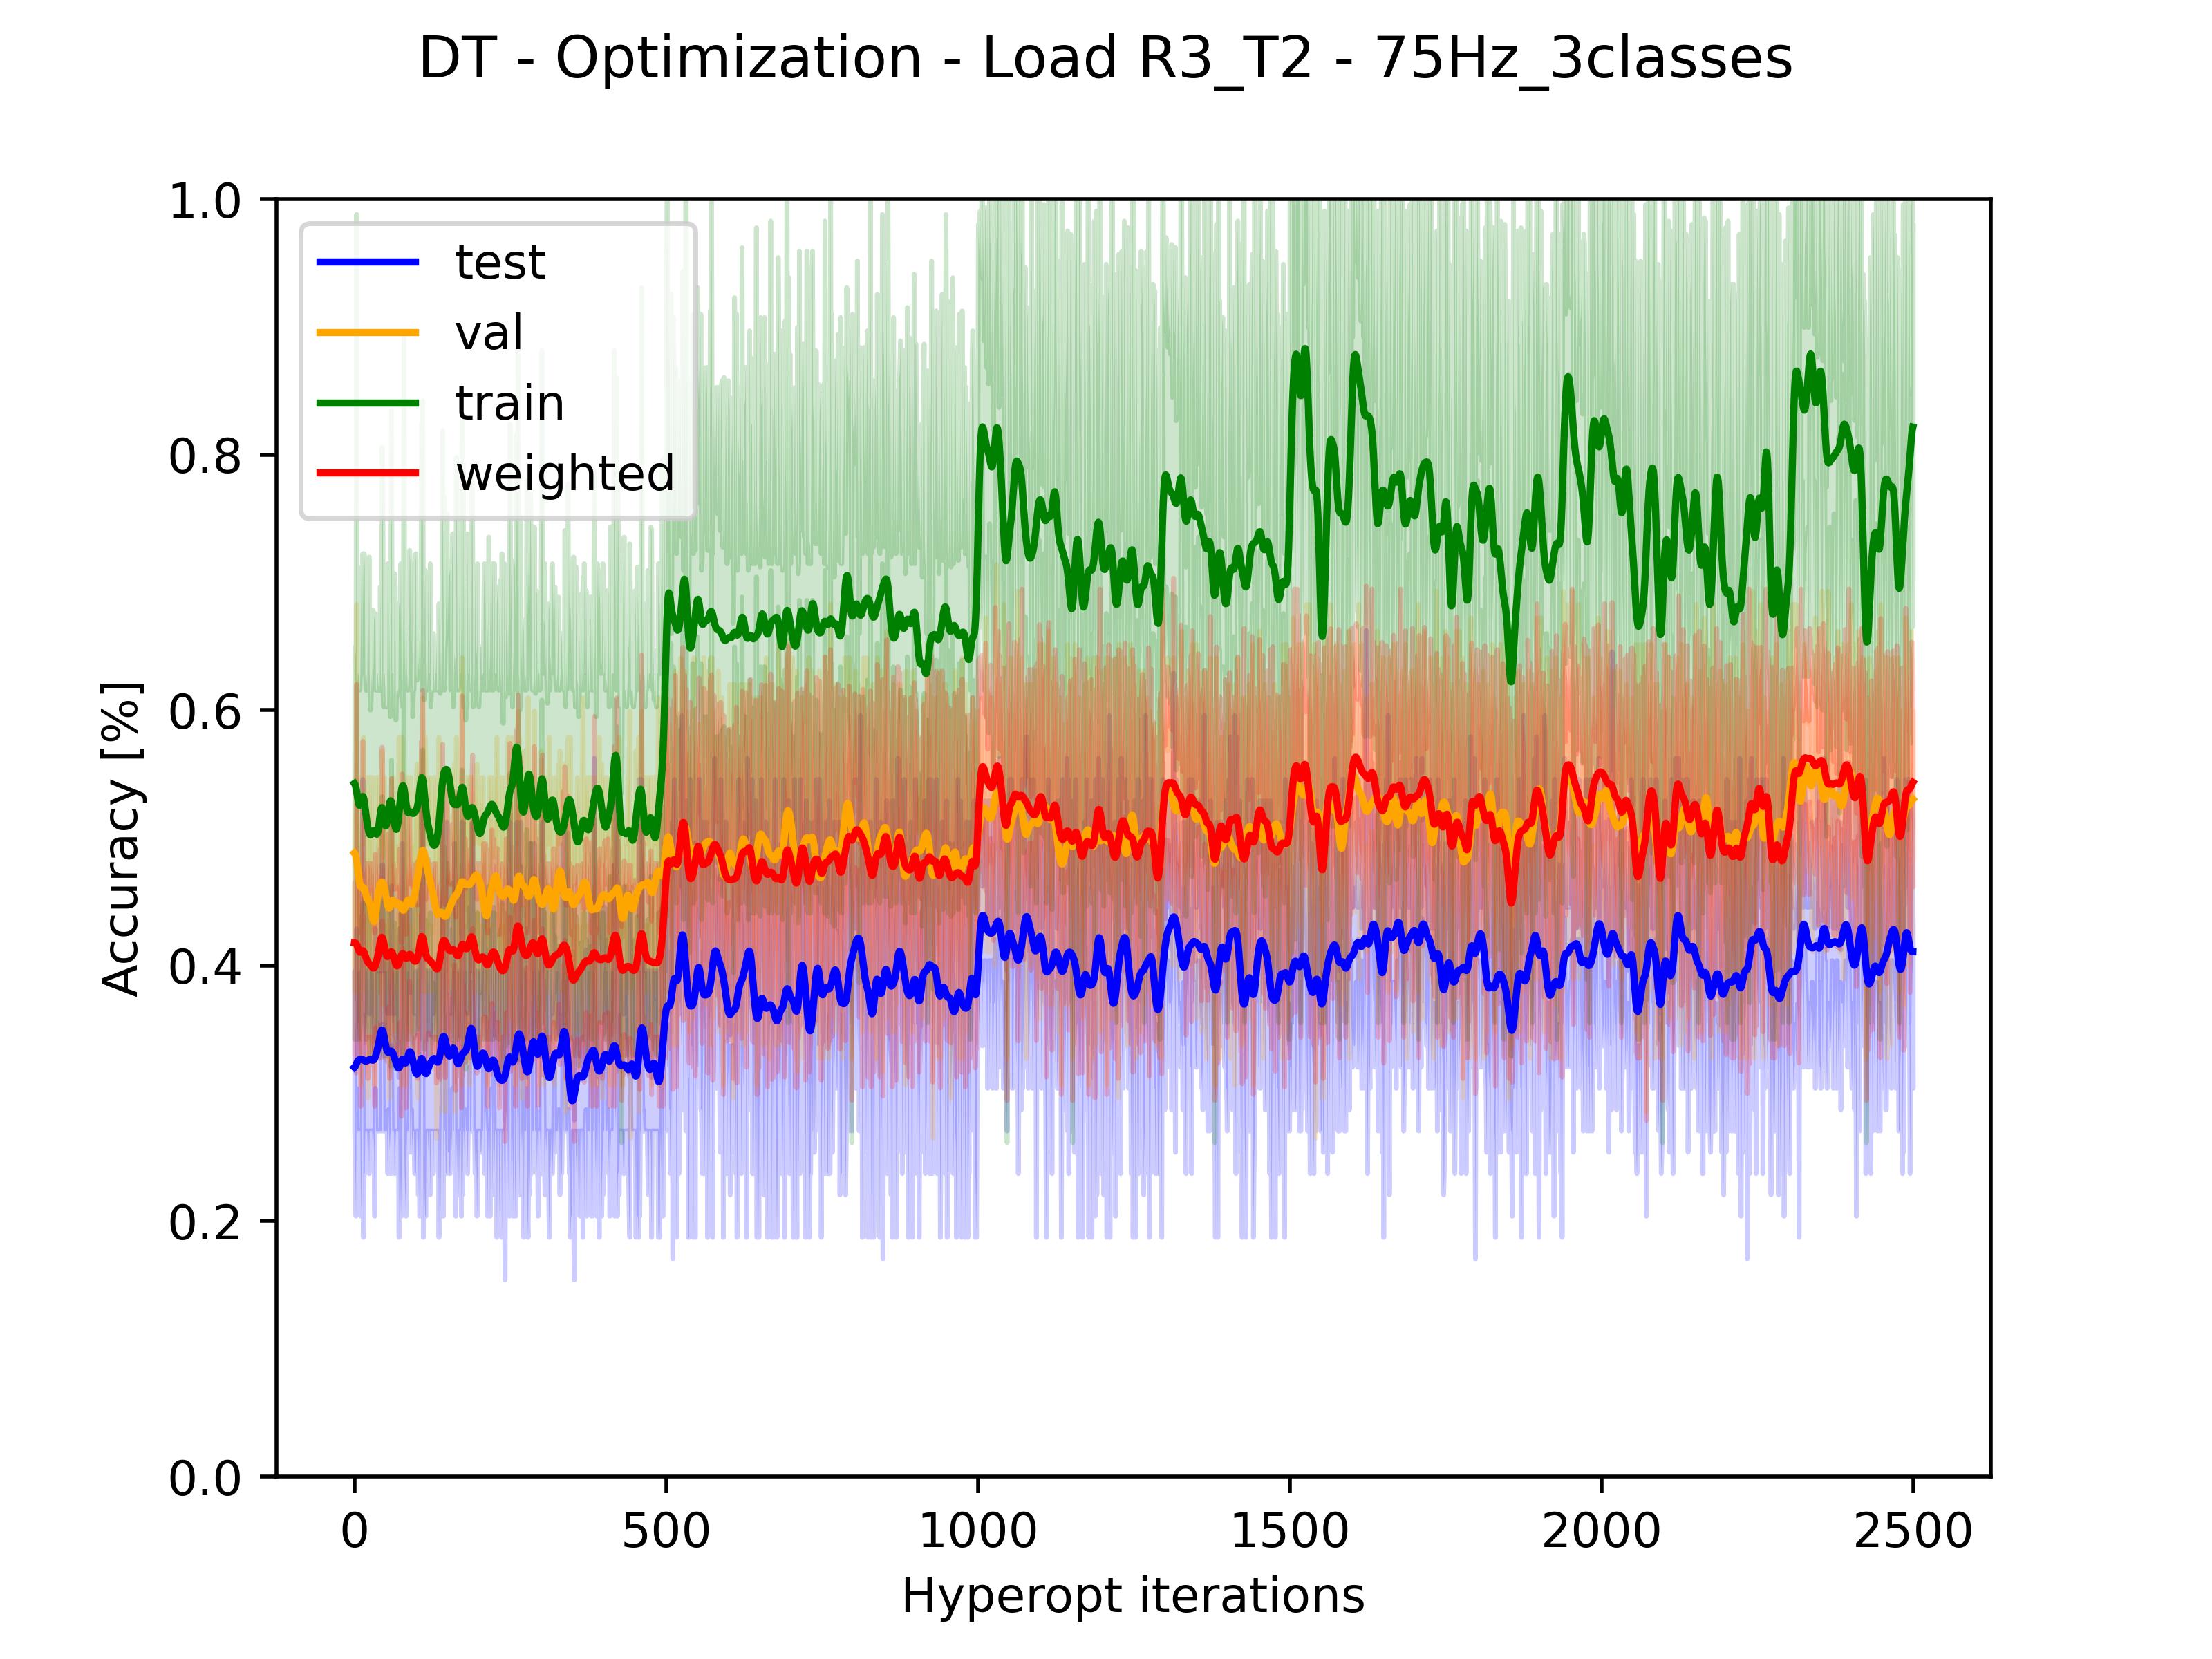 DT - Optimization - Load R3_T2 - 75Hz_3classes
1.0
0.8
0.6
0.4
0.2
0.0
Accuracy [%]
test
val
train
weighted
0 500 1000 1500 2000 2500
Hyperopt iterations